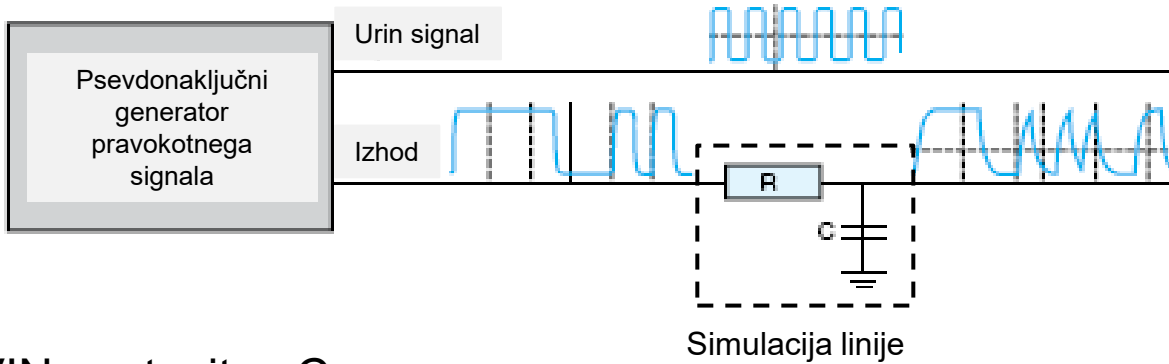 Urin signal
Psevdonaključni
generator
pravokotnega
signala
Izhod
R
C
Simulacija linije